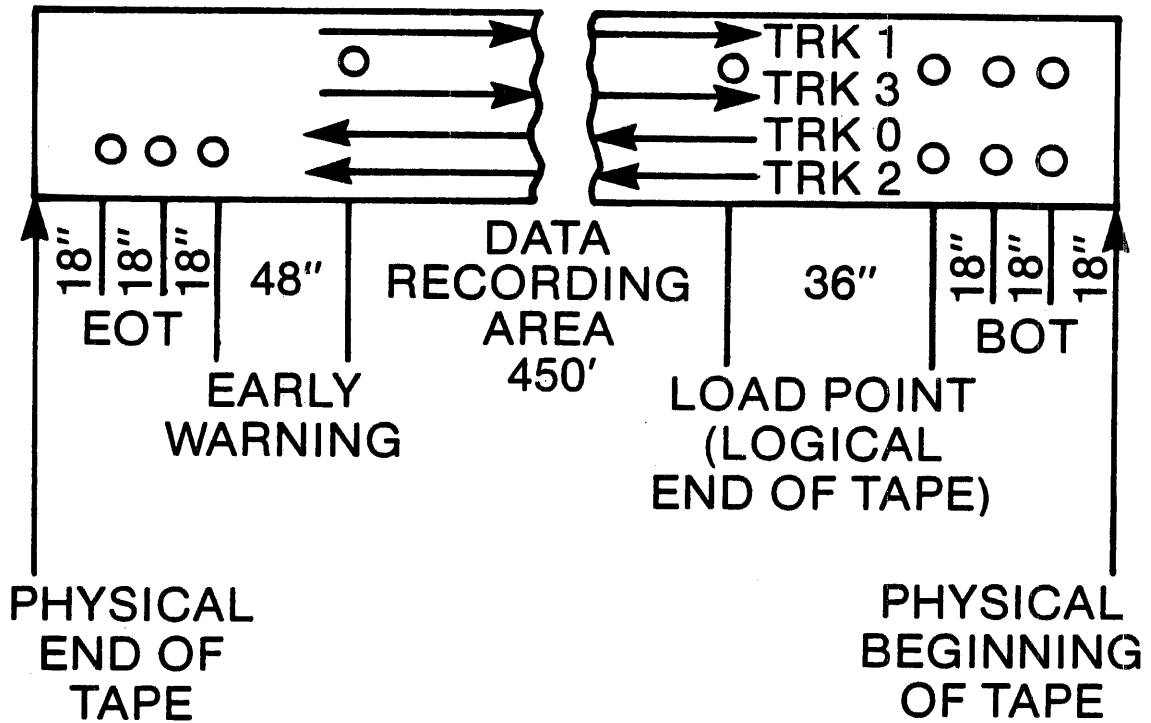 TRK 1
TRK 3
TRK 0
TRK 2
18″
18″
18″
48″
DATA
RECORDING
AREA
450′
36″
18″
18″
18″
EOT
BOT
EARLY
WARNING
LOAD POINT
(LOGICAL
END OF TAPE)
PHYSICAL
END OF
TAPE
PHYSICAL
BEGINNING
OF TAPE